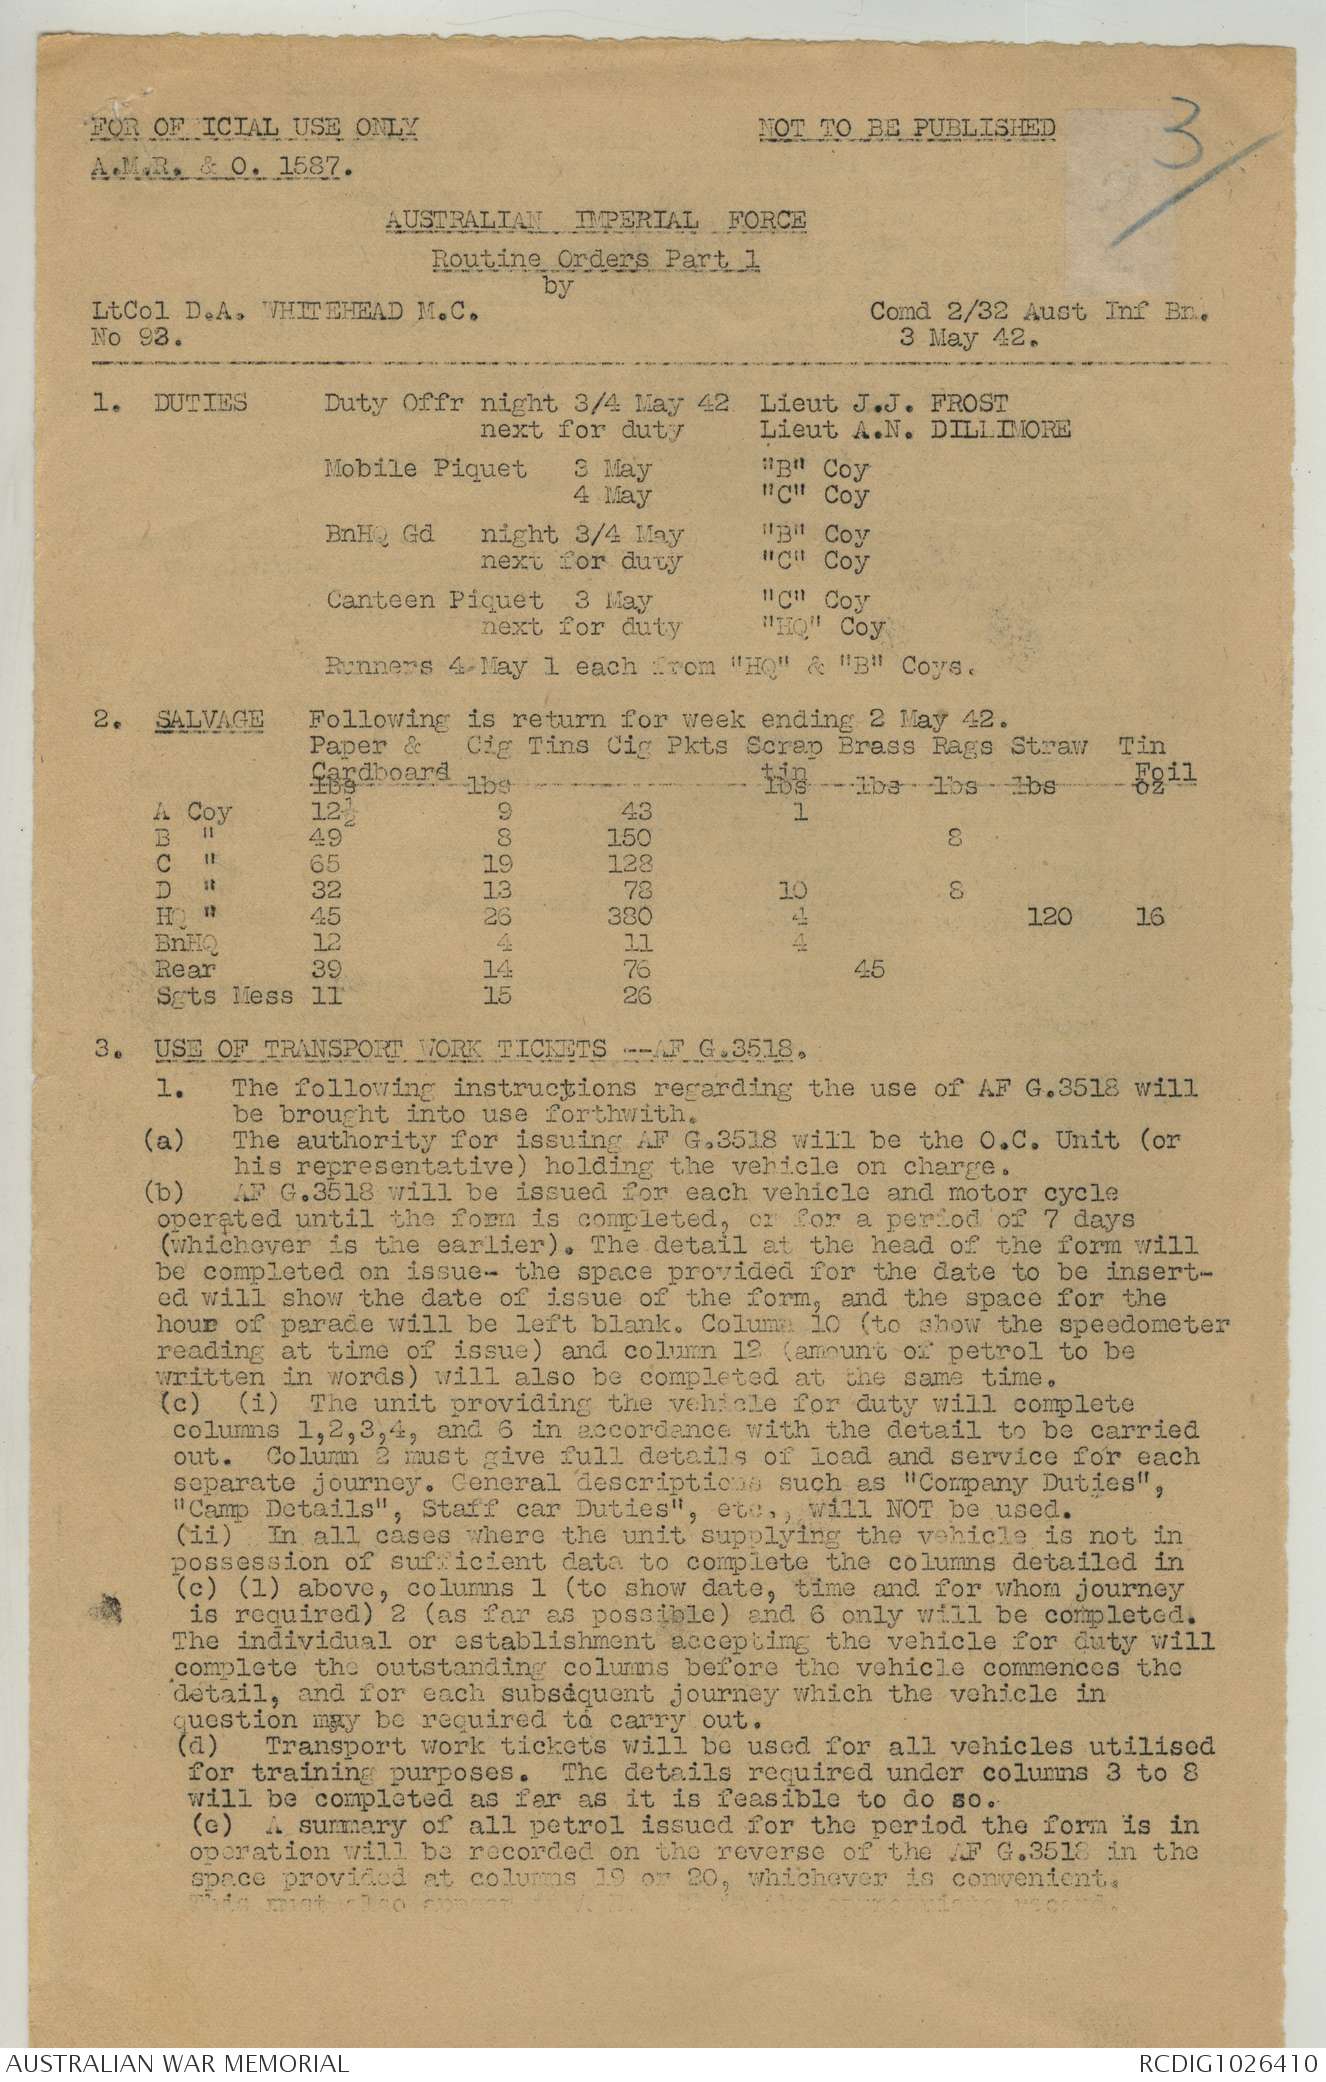 FOR OFFICIAL USE ONLY NOT TO BE PUBLISHED 3/
A.M.R. & O. 1587.
AUSTRALIAN IMPERIAL FORCE
Routine Orders Part 1
by
LtCol D.A. WHITEHEAD M.C. Comd 2/32 Aust Inf Bn.
No 93. 3 May 42.
1. DUTIES Duty Offr night 3/4 May 42 Lieut J.J. FROST
next for duty Lieut A.N. DILLIMORE
Mobile Piquet 3 May "B" Coy
4 May "C" Coy
BnHQ Gd night 3/4 May "B" Coy
next for duty "C" Coy
Canteen Piquet 3 May "C" Coy
next for duty "HQ" Coy
Runners 4 May 1 each from "HQ" & "B" Coys.
2. SALVAGE Following is return for week ending 2 May 42.
Paper & Cig Tins Cig Pkts Scrap Brass Rags Straw Tin
Cardboard tin Foil
lbs lbs lbs lbs lbs lbs oz
A Coy 12½ 9 43 1
B " 49 8 150 8
C " 65 19 128
D " 32 13 78 10 8
HQ " 45 26 380 4 120 16
BnHQ 12 4 11 4
Rear 39 14 76 45
Sgts Mess 11 15 26
3. USE OF TRANSPORT WORK TICKETS --AF G.3518.
1. The following instructions regarding the use of AF G.3518 will
be brought into use forthwith.
(a) The authority for issuing AF G.3518 will be the O.C. Unit (or
his representative) holding the vehicle on charge.
(b) AF G.3518 will be issued for each vehicle and motor cycle
operated until the form is completed, or for a period of 7 days
(whichever is the earlier). The detail at the head of the form will
be completed on issue- the space provided for the date to be insert-
ed will show the date of issue of the form, and the space for the
hour of parade will be left blank. Column 10 (to show the speedometer
reading at time of issue) and column 12 (amount of petrol to be
written in words) will also be completed at the same time.
(c) (i) The unit providing the vehicle for duty will complete
columns 1,2,3,4, and 6 in accordance with the detail to be carried
out. Column 2 must give full details of load and service for each
separate journey. General descriptions such as "Company Duties",
"Camp Details", Staff car Duties", etc., will NOT be used.
(ii) In all cases where the unit supplying the vehicle is not in
possession of sufficient data to complete the columns detailed in
(c) (1) above, columns 1 (to show date, time and for whom journey
is required) 2 (as far as possible) and 6 only will be completed.
The individual or establishment accepting the vehicle for duty will
complete the outstanding columns before the vehicle commences the
detail, and for each subsequent journey which the vehicle in
question may be required to carry out.
(d) Transport work tickets will be used for all vehicles utilised
for training purposes. The details required under columns 3 to 8
will be completed as far as it is feasible to do so.
(e) A summary of all petrol issued for the period the form is in
operation will be recorded on the reverse of the AF G.3518 in the
space provided at columns 19 or 20, whichever is convenient.
This must also appear record.
AUSTRALIAN WAR MEMORIAL RCDIG1026410